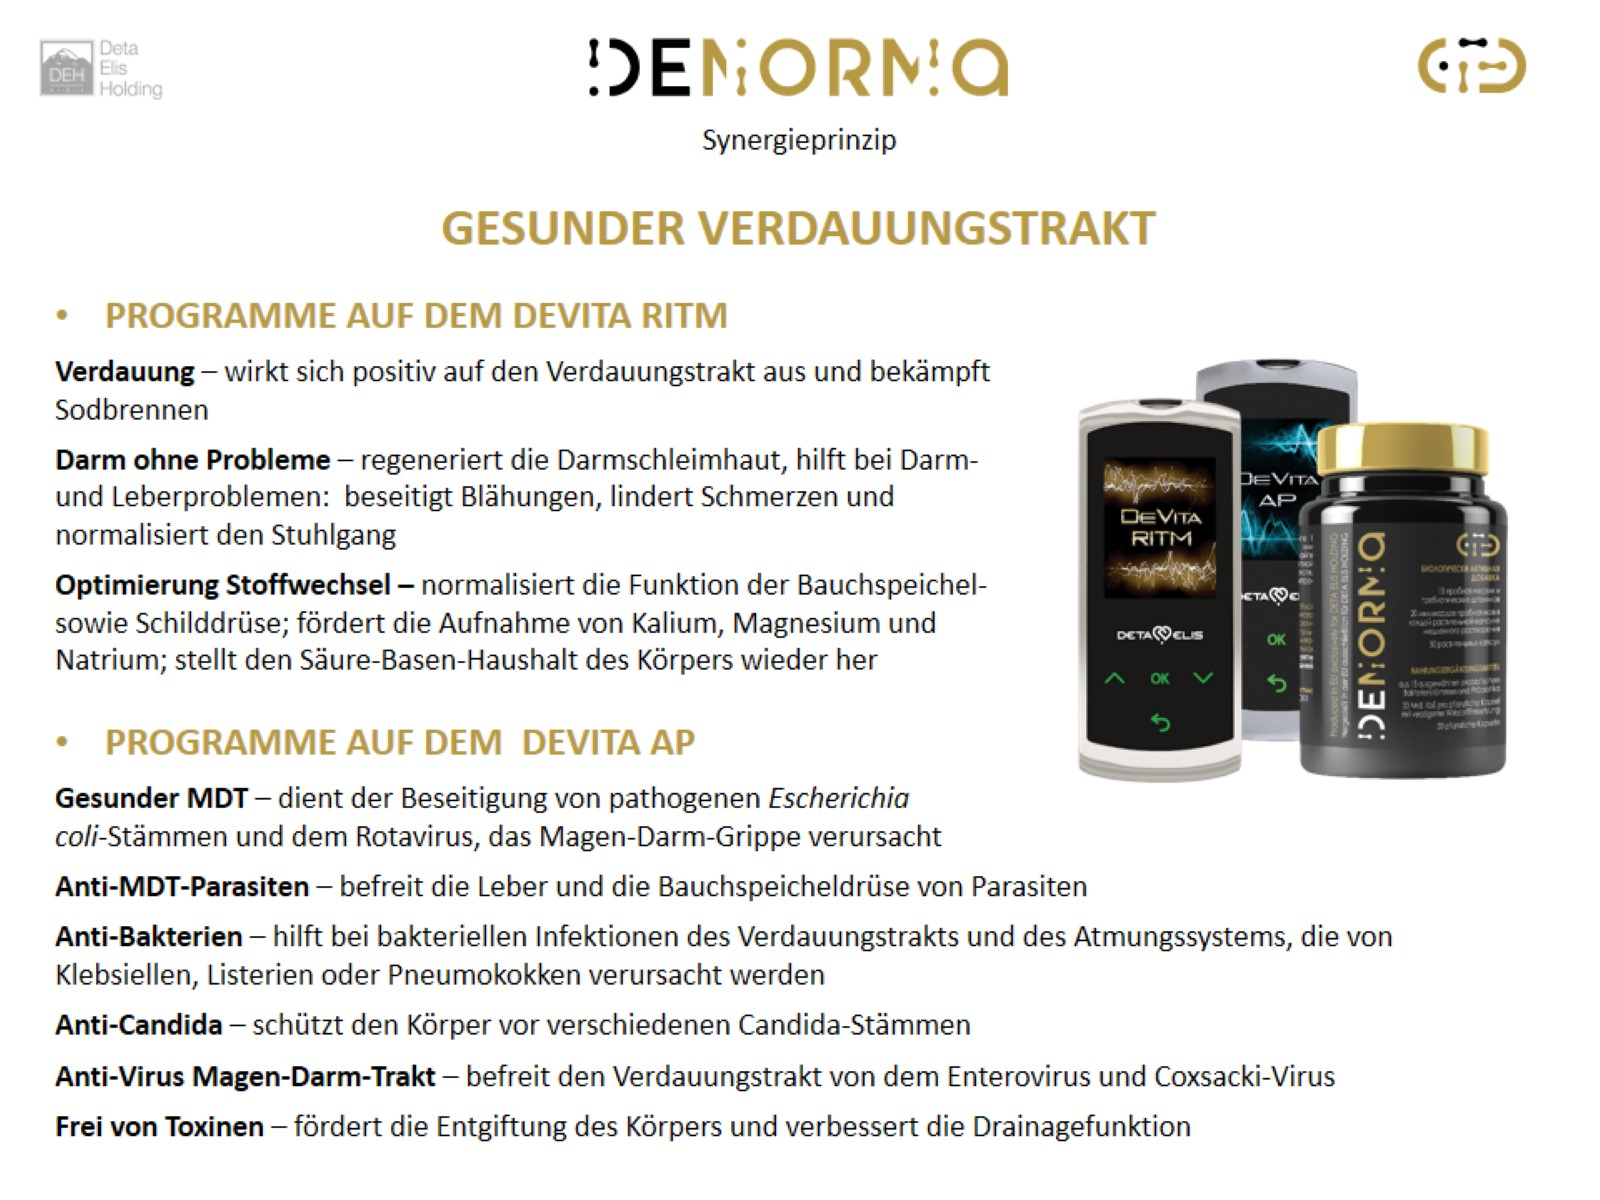 Deta
Elis
Holding
DEH
DENORMA
Synergieprinzip
GESUNDER VERDAUUNGSTRAKT
• PROGRAMME AUF DEM DEVITA RITM
Verdauung – wirkt sich positiv auf den Verdauungstrakt aus und bekämpft
Sodbrennen
Darm ohne Probleme – regeneriert die Darmschleimhaut, hilft bei Darm-
und Leberproblemen:  beseitigt Blähungen, lindert Schmerzen und
normalisiert den Stuhlgang
Optimierung Stoffwechsel – normalisiert die Funktion der Bauchspeichel-
sowie Schilddrüse; fördert die Aufnahme von Kalium, Magnesium und
Natrium; stellt den Säure-Basen-Haushalt des Körpers wieder her
• PROGRAMME AUF DEM  DEVITA AP
Gesunder MDT – dient der Beseitigung von pathogenen Escherichia
coli-Stämmen und dem Rotavirus, das Magen-Darm-Grippe verursacht
Anti-MDT-Parasiten – befreit die Leber und die Bauchspeicheldrüse von Parasiten
Anti-Bakterien – hilft bei bakteriellen Infektionen des Verdauungstrakts und des Atmungssystems, die von
Klebsiellen, Listerien oder Pneumokokken verursacht werden
Anti-Candida – schützt den Körper vor verschiedenen Candida-Stämmen
Anti-Virus Magen-Darm-Trakt – befreit den Verdauungstrakt von dem Enterovirus und Coxsacki-Virus
Frei von Toxinen – fördert die Entgiftung des Körpers und verbessert die Drainagefunktion
DEVITA
RITM
DETA ELIS
OK
DEVITA
AP
OK
DENORMA
БИОЛОГИЧЕСКИ АКТИВНАЯ
ДОБАВКА
NAHRUNGSERGÄNZUNGSMITTEL